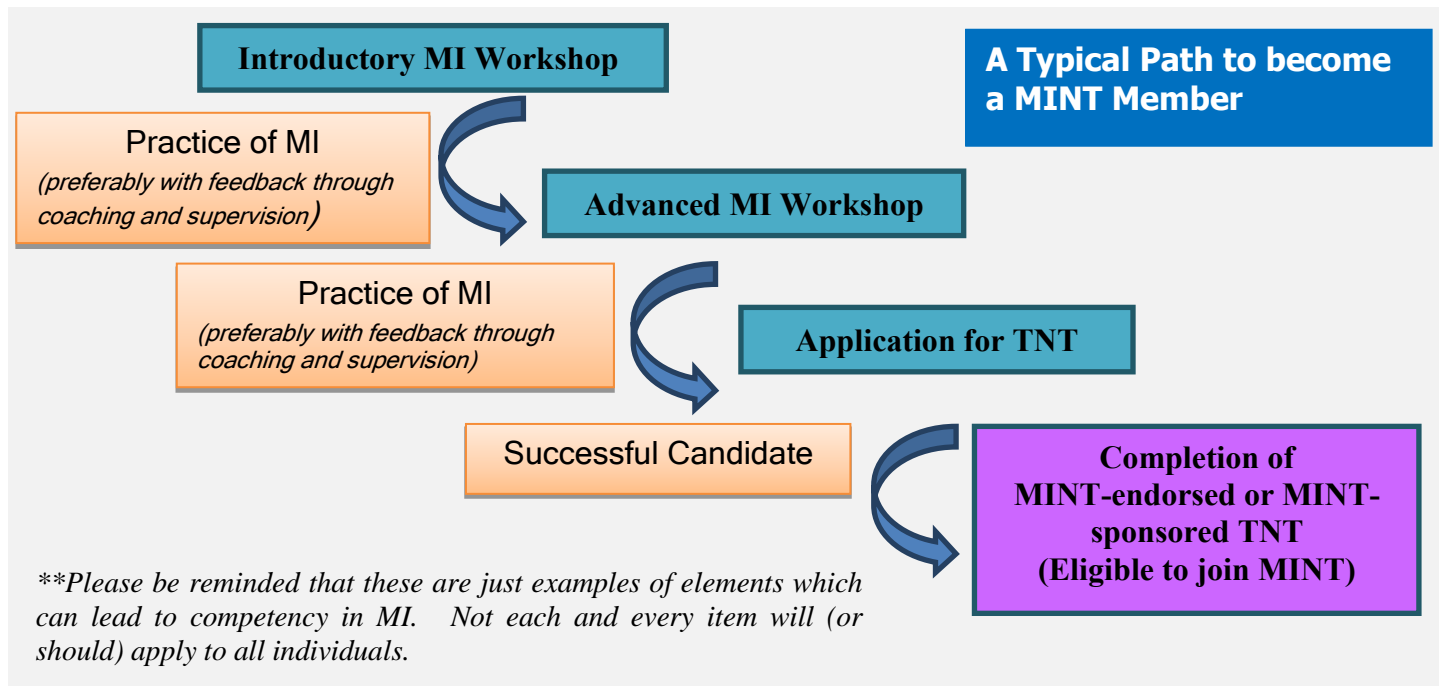 Introductory MI Workshop
A Typical Path to become
a MINT Member
Practice of MI
(preferably with feedback through
coaching and supervision)
Advanced MI Workshop
Practice of MI
(preferably with feedback through
coaching and supervision)
Application for TNT
Successful Candidate
Completion of
MINT-endorsed or MINT-
sponsored TNT
(Eligible to join MINT)
**Please be reminded that these are just examples of elements which
can lead to competency in MI. Not each and every item will (or
should) apply to all individuals.